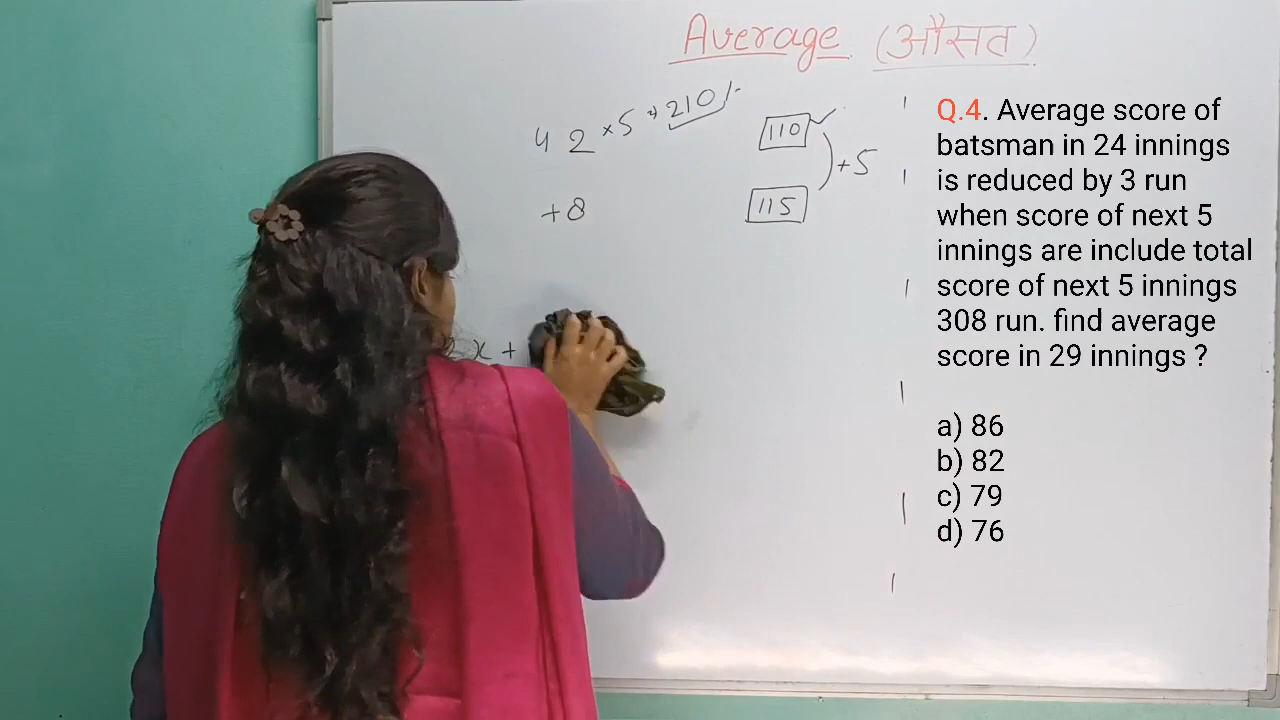 Average (औसत)
42 × 5 ⇒ 210/-
+8
110 ✓
+5
115
x +
Q.4. Average score of
batsman in 24 innings
is reduced by 3 run
when score of next 5
innings are include total
score of next 5 innings
308 run. find average
score in 29 innings ?
a) 86
b) 82
c) 79
d) 76